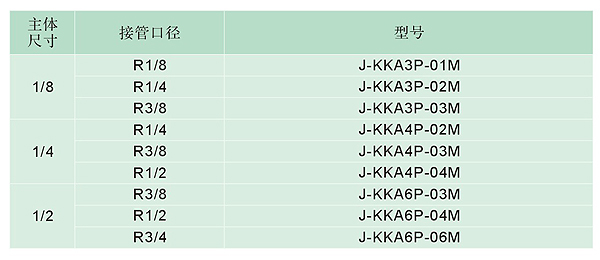 主体尺寸 接管口径 型号
1/8 R1/8 J-KKA3P-01M
R1/4 J-KKA3P-02M
R3/8 J-KKA3P-03M
1/4 R1/4 J-KKA4P-02M
R3/8 J-KKA4P-03M
R1/2 J-KKA4P-04M
1/2 R3/8 J-KKA6P-03M
R1/2 J-KKA6P-04M
R3/4 J-KKA6P-06M